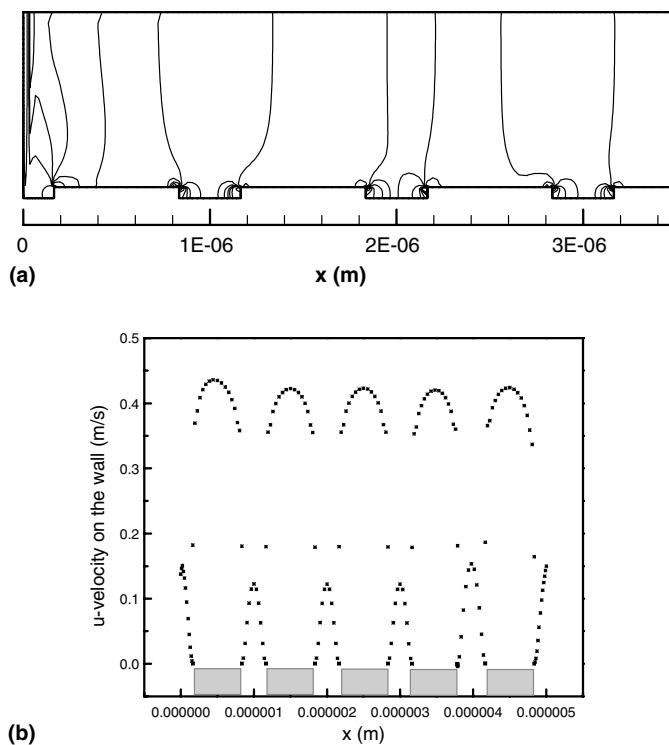 0 1E-06 2E-06 3E-06
(a) x (m)
0.5
0.4
0.3
0.2
0.1
0.0
u-velocity on the wall (m/s)
0.000000 0.000001 0.000002 0.000003 0.000004 0.000005
(b) x (m)